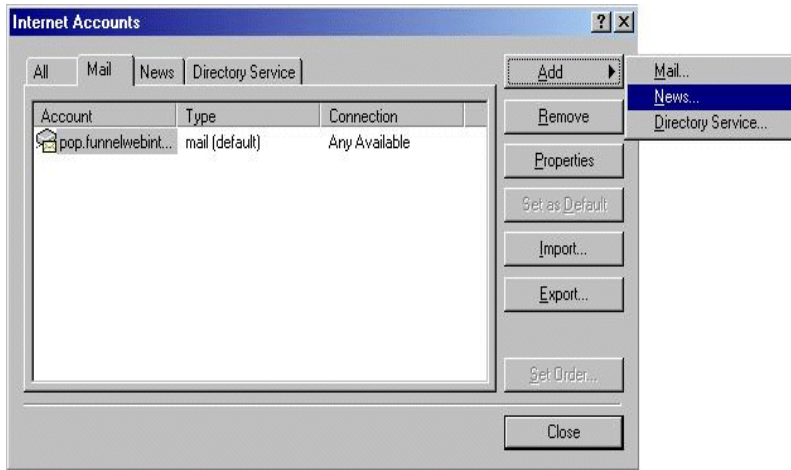 Internet Accounts
All Mail News Directory Service
Account Type Connection
pop.funnelwebint... mail (default) Any Available
Add
Remove
Properties
Set as Default
Import...
Export...
Set Order...
Close
Mail...
News...
Directory Service...